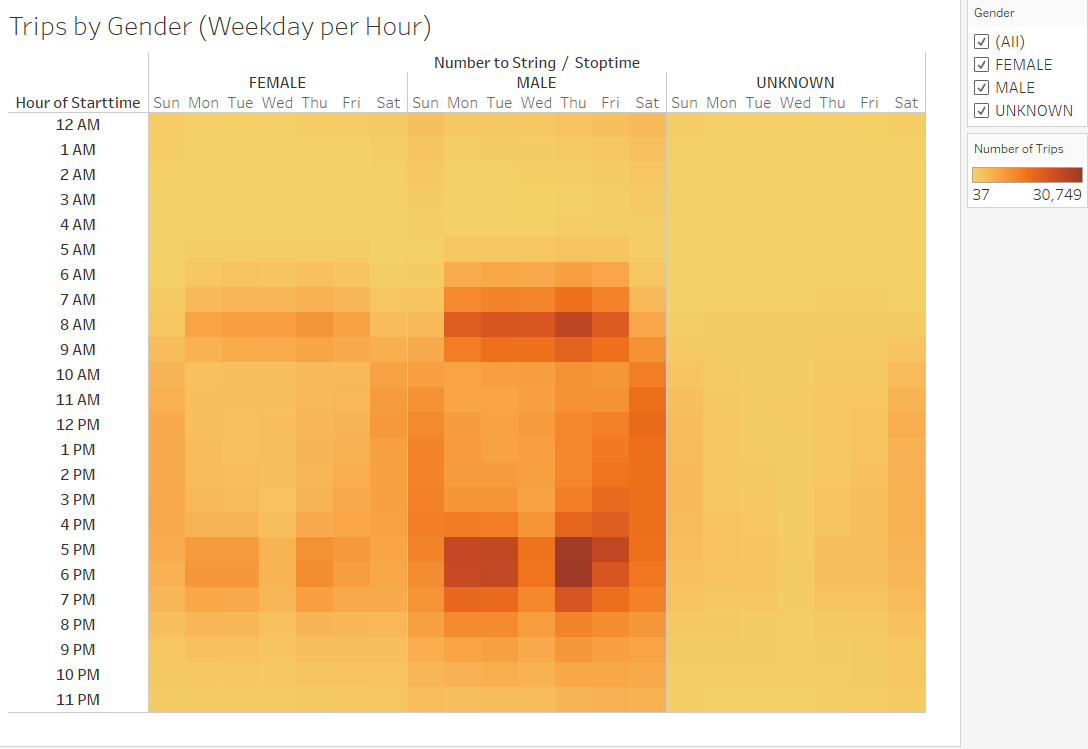 Trips by Gender (Weekday per Hour)
Number to String / Stoptime
FEMALE MALE UNKNOWN
Hour of Starttime Sun Mon Tue Wed Thu Fri Sat Sun Mon Tue Wed Thu Fri Sat Sun Mon Tue Wed Thu Fri Sat
12 AM
1 AM
2 AM
3 AM
4 AM
5 AM
6 AM
7 AM
8 AM
9 AM
10 AM
11 AM
12 PM
1 PM
2 PM
3 PM
4 PM
5 PM
6 PM
7 PM
8 PM
9 PM
10 PM
11 PM
Gender
(All)
FEMALE
MALE
UNKNOWN
Number of Trips
37 30,749